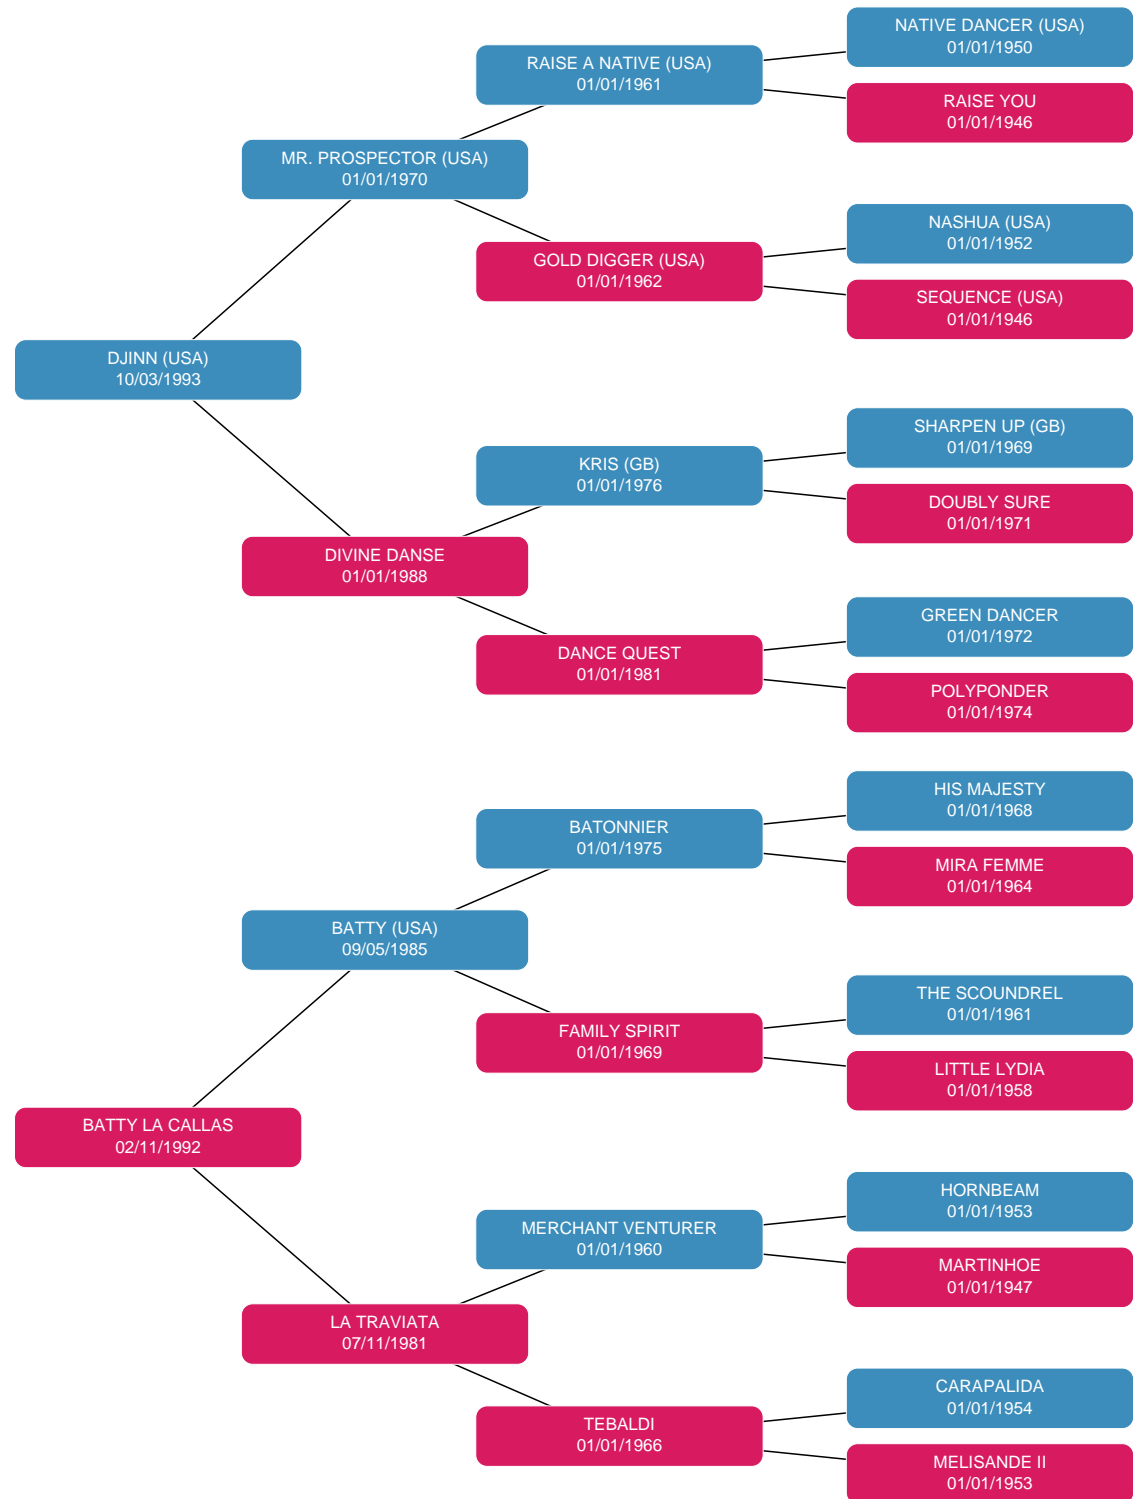 NATIVE DANCER (USA)
01/01/1950
RAISE A NATIVE (USA)
01/01/1961
RAISE YOU
01/01/1946
MR. PROSPECTOR (USA)
01/01/1970
NASHUA (USA)
01/01/1952
GOLD DIGGER (USA)
01/01/1962
SEQUENCE (USA)
01/01/1946
DJINN (USA)
10/03/1993
SHARPEN UP (GB)
01/01/1969
KRIS (GB)
01/01/1976
DOUBLY SURE
01/01/1971
DIVINE DANSE
01/01/1988
GREEN DANCER
01/01/1972
DANCE QUEST
01/01/1981
POLYPONDER
01/01/1974
HIS MAJESTY
01/01/1968
BATONNIER
01/01/1975
MIRA FEMME
01/01/1964
BATTY (USA)
09/05/1985
THE SCOUNDREL
01/01/1961
FAMILY SPIRIT
01/01/1969
LITTLE LYDIA
01/01/1958
BATTY LA CALLAS
02/11/1992
HORNBEAM
01/01/1953
MERCHANT VENTURER
01/01/1960
MARTINHOE
01/01/1947
LA TRAVIATA
07/11/1981
CARAPALIDA
01/01/1954
TEBALDI
01/01/1966
MELISANDE II
01/01/1953